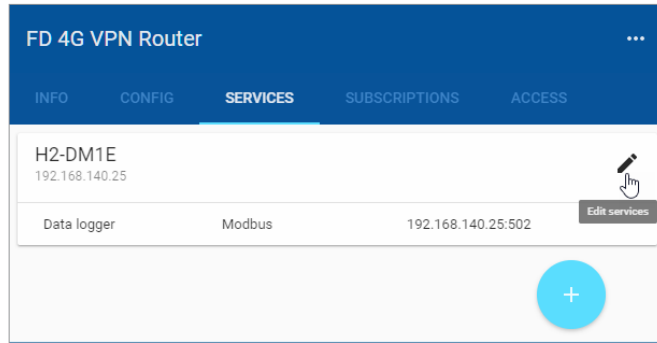 FD 4G VPN Router
INFO CONFIG SERVICES SUBSCRIPTIONS ACCESS
H2-DM1E
192.168.140.25
Edit services
Data logger Modbus 192.168.140.25:502